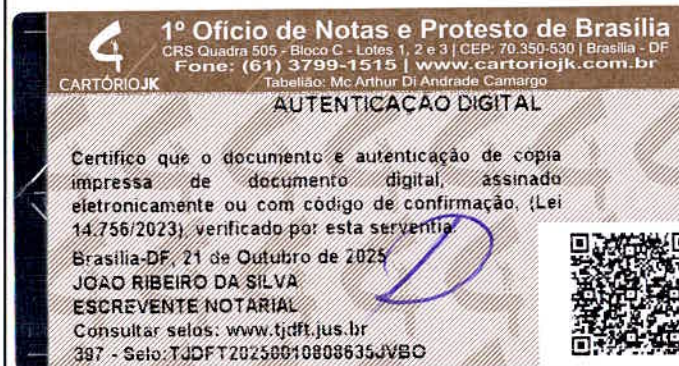 1º Ofício de Notas e Protesto de Brasília
CRS Quadra 505 - Bloco C - Lotes 1, 2 e 3 | CEP: 70.350-530 | Brasília - DF
Fone: (61) 3799-1515 | www.cartoriojk.com.br
Tabelião: Mc Arthur Di Andrade Camargo
CARTÓRIOJK
AUTENTICAÇÃO DIGITAL
Certifico que o documento e autenticação de cópia
impressa de documento digital, assinado
eletronicamente ou com código de confirmação, (Lei
14.756/2023), verificado por esta serventia.
Brasília-DF, 21 de Outubro de 2025
JOAO RIBEIRO DA SILVA
ESCREVENTE NOTARIAL
Consultar selos: www.tjdft.jus.br
397 - Selo:TJDFT20250010808635JVBO